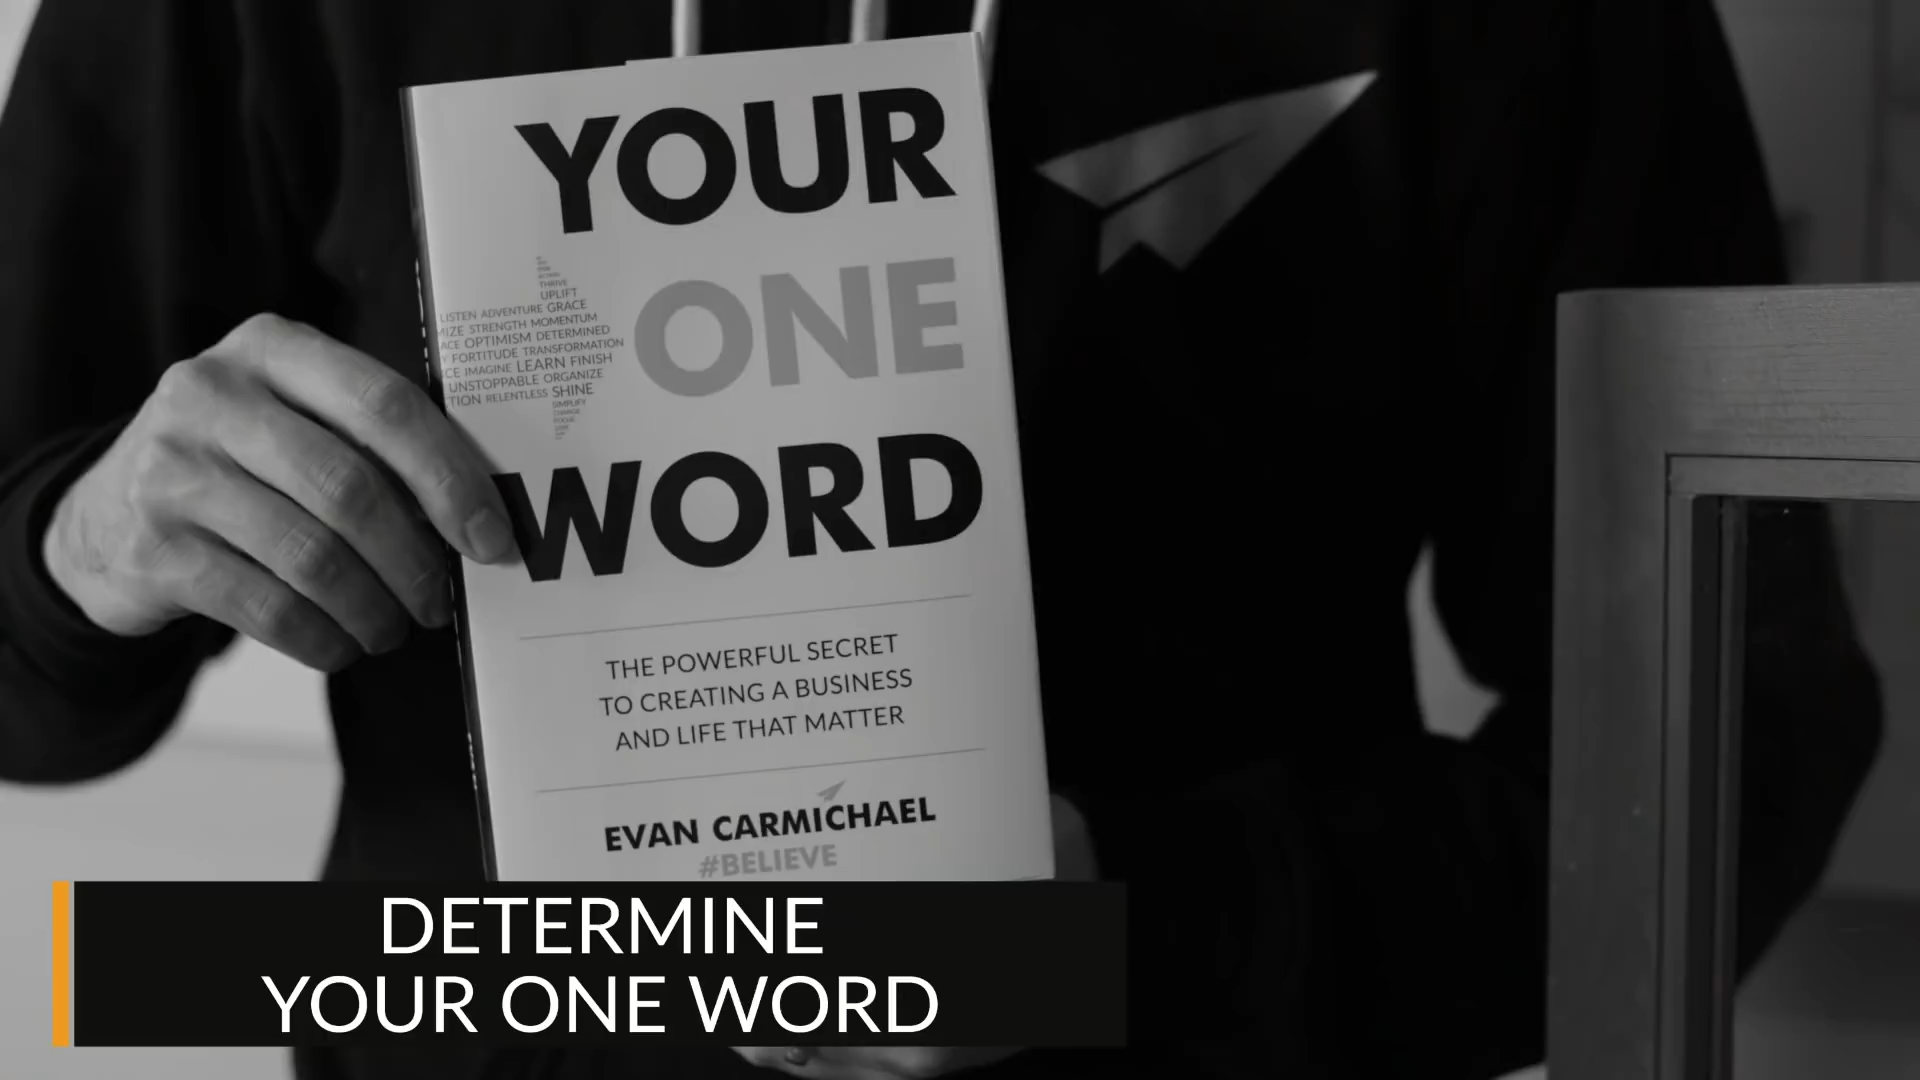 YOUR
ONE
WORD
THRIVE
UPLIFT
LISTEN ADVENTURE GRACE
STRENGTH MOMENTUM
OPTIMISM DETERMINED
FORTITUDE TRANSFORMATION
IMAGINE LEARN FINISH
UNSTOPPABLE ORGANIZE
RELENTLESS SHINE
SIMPLIFY
CHANGE
FOCUS
THE POWERFUL SECRET
TO CREATING A BUSINESS
AND LIFE THAT MATTER
EVAN CARMICHAEL
#BELIEVE
DETERMINE
YOUR ONE WORD